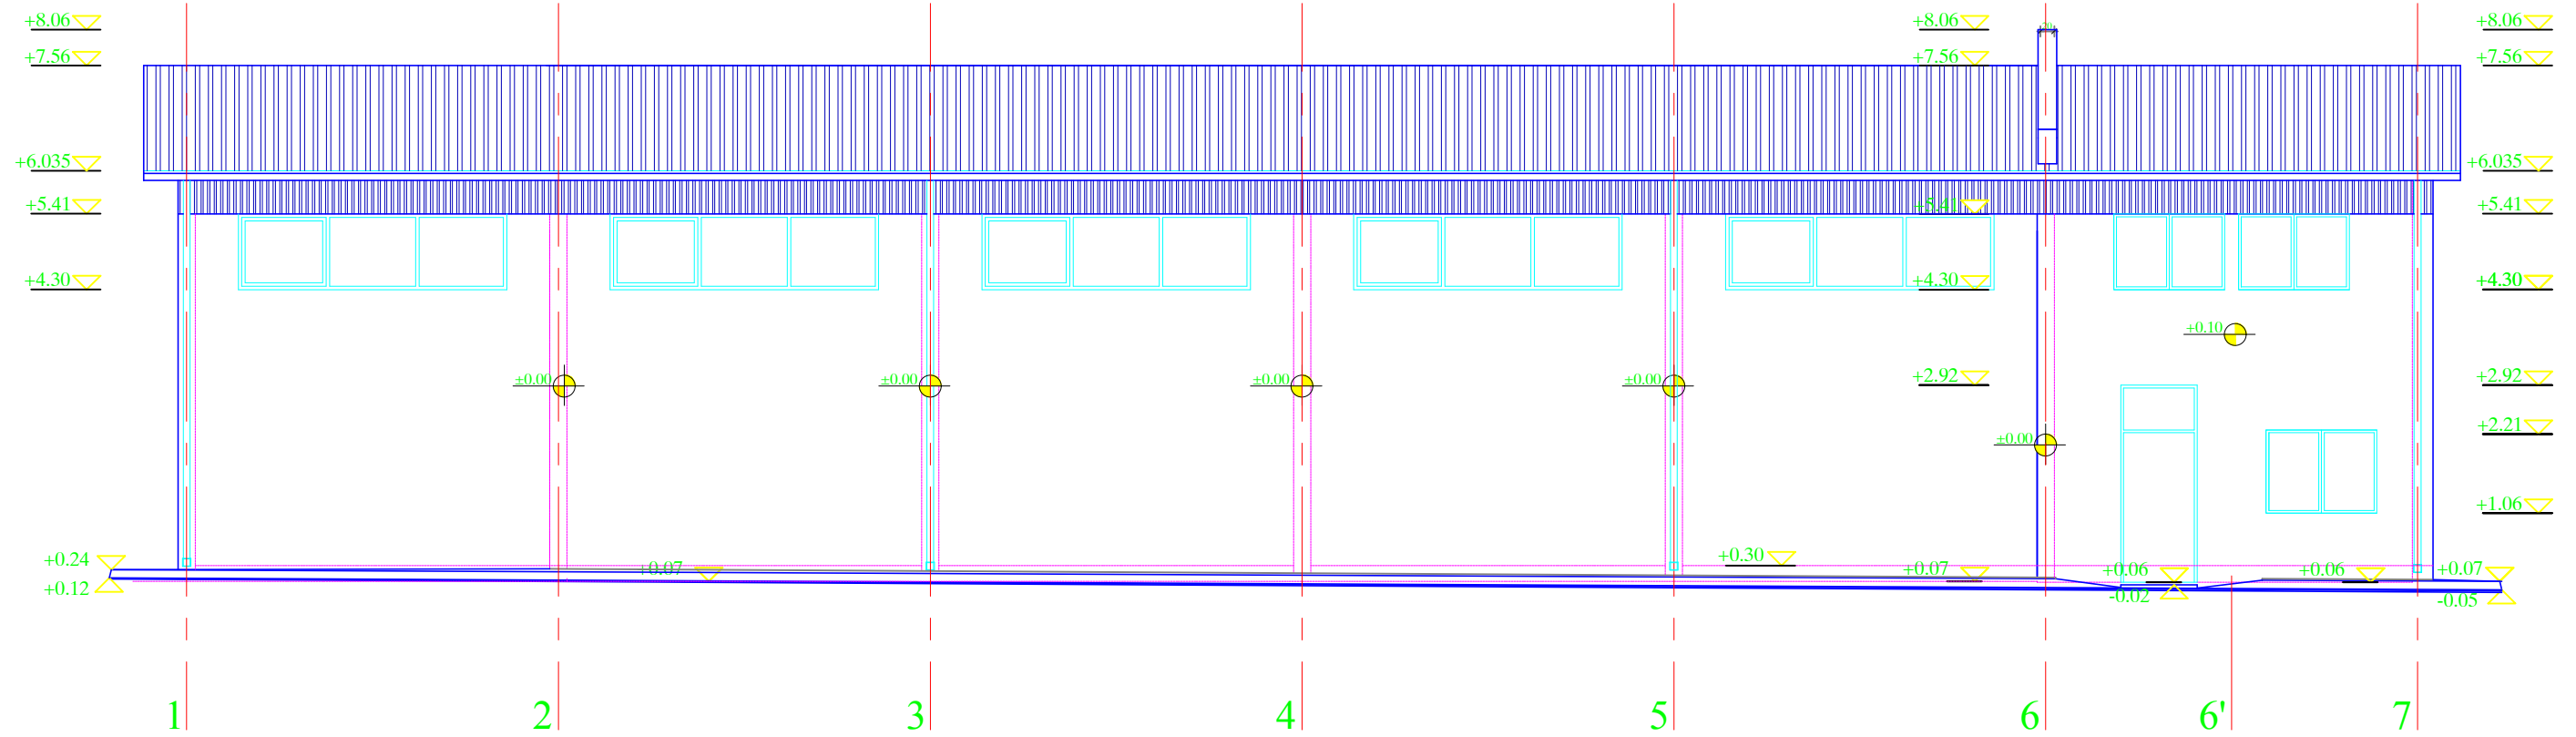 +8.06 +8.06 20 +8.06
+7.56 +7.56 +7.56
+6.035 +6.035
+5.41 +5.41 +5.41
+4.30 +4.30 +4.30
+0.10
±0.00 ±0.00 ±0.00 ±0.00 +2.92 +2.92
+2.21
±0.00
+1.06
+0.24 +0.30
+0.07 +0.07 +0.06 +0.06 +0.07
+0.12 -0.02 -0.05
1 2 3 4 5 6 6' 7